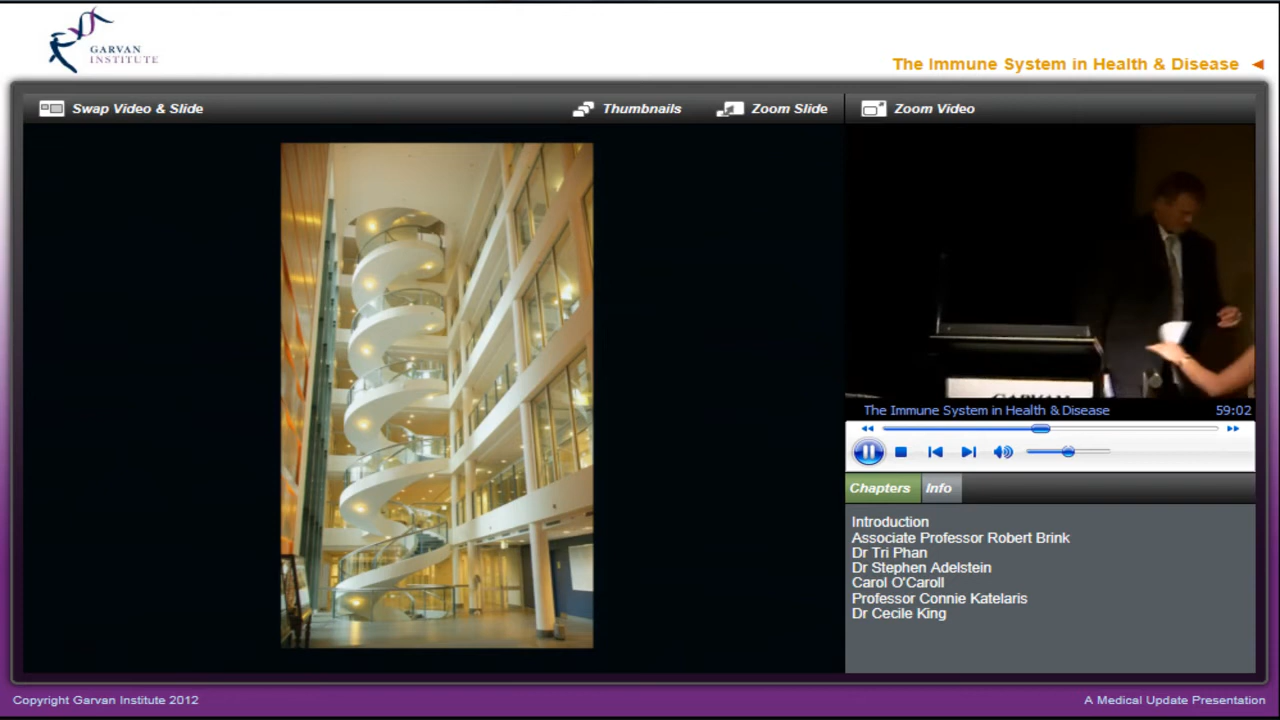 GARVAN
INSTITUTE
The Immune System in Health & Disease
Swap Video & Slide
Thumbnails
Zoom Slide
Zoom Video
The Immune System in Health & Disease
59:02
Chapters
Info
Introduction
Associate Professor Robert Brink
Dr Tri Phan
Dr Stephen Adelstein
Carol O'Caroll
Professor Connie Katelaris
Dr Cecile King
Copyright Garvan Institute 2012
A Medical Update Presentation